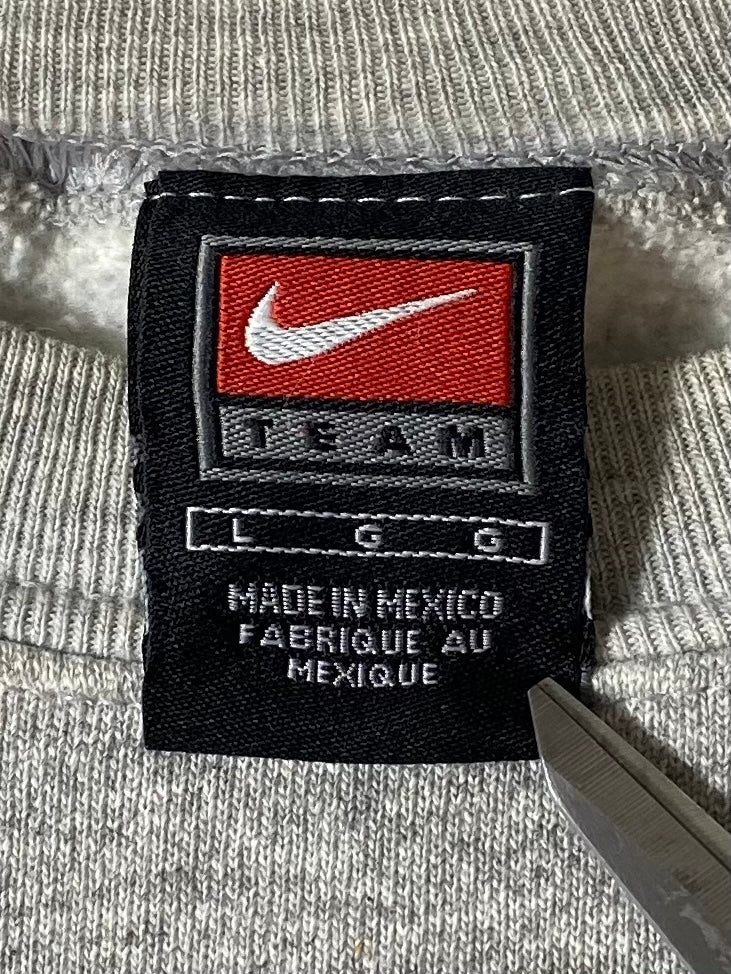 TEAM
L G G
MADE IN MEXICO
FABRIQUE AU
MEXIQUE